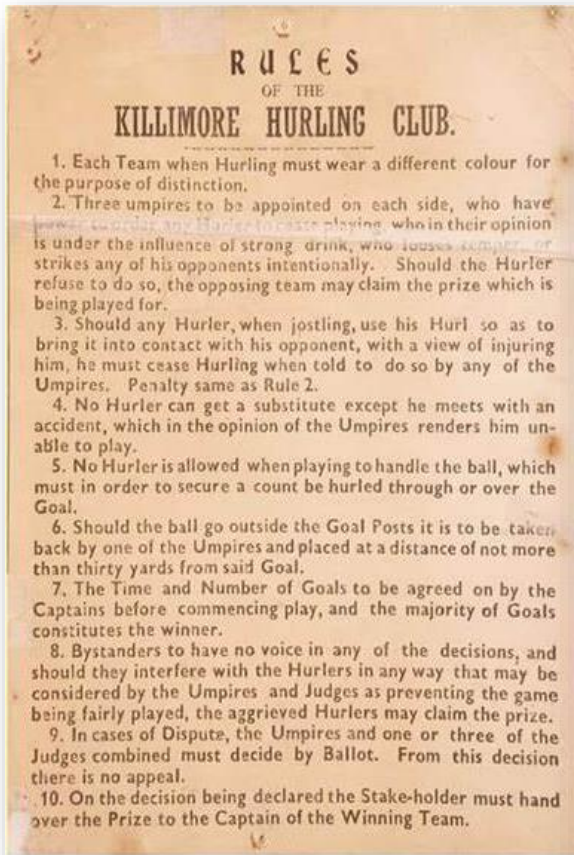 RULES
OF THE
KILLIMORE HURLING CLUB.
1. Each Team when Hurling must wear a different colour for
the purpose of distinction.
2. Three umpires to be appointed on each side, who have
power to order any Hurler to cease playing, who in their opinion
is under the influence of strong drink, who looses temper, or
strikes any of his opponents intentionally. Should the Hurler
refuse to do so, the opposing team may claim the prize which is
being played for.
3. Should any Hurler, when jostling, use his Hurl so as to
bring it into contact with his opponent, with a view of injuring
him, he must cease Hurling when told to do so by any of the
Umpires. Penalty same as Rule 2.
4. No Hurler can get a substitute except he meets with an
accident, which in the opinion of the Umpires renders him un-
able to play.
5. No Hurler is allowed when playing to handle the ball, which
must in order to secure a count be hurled through or over the
Goal.
6. Should the ball go outside the Goal Posts it is to be taken
back by one of the Umpires and placed at a distance of not more
than thirty yards from said Goal.
7. The Time and Number of Goals to be agreed on by the
Captains before commencing play, and the majority of Goals
constitutes the winner.
8. Bystanders to have no voice in any of the decisions, and
should they interfere with the Hurlers in any way that may be
considered by the Umpires and Judges as preventing the game
being fairly played, the aggrieved Hurlers may claim the prize.
9. In cases of Dispute, the Umpires and one or three of the
Judges combined must decide by Ballot. From this decision
there is no appeal.
10. On the decision being declared the Stake-holder must hand
over the Prize to the Captain of the Winning Team.